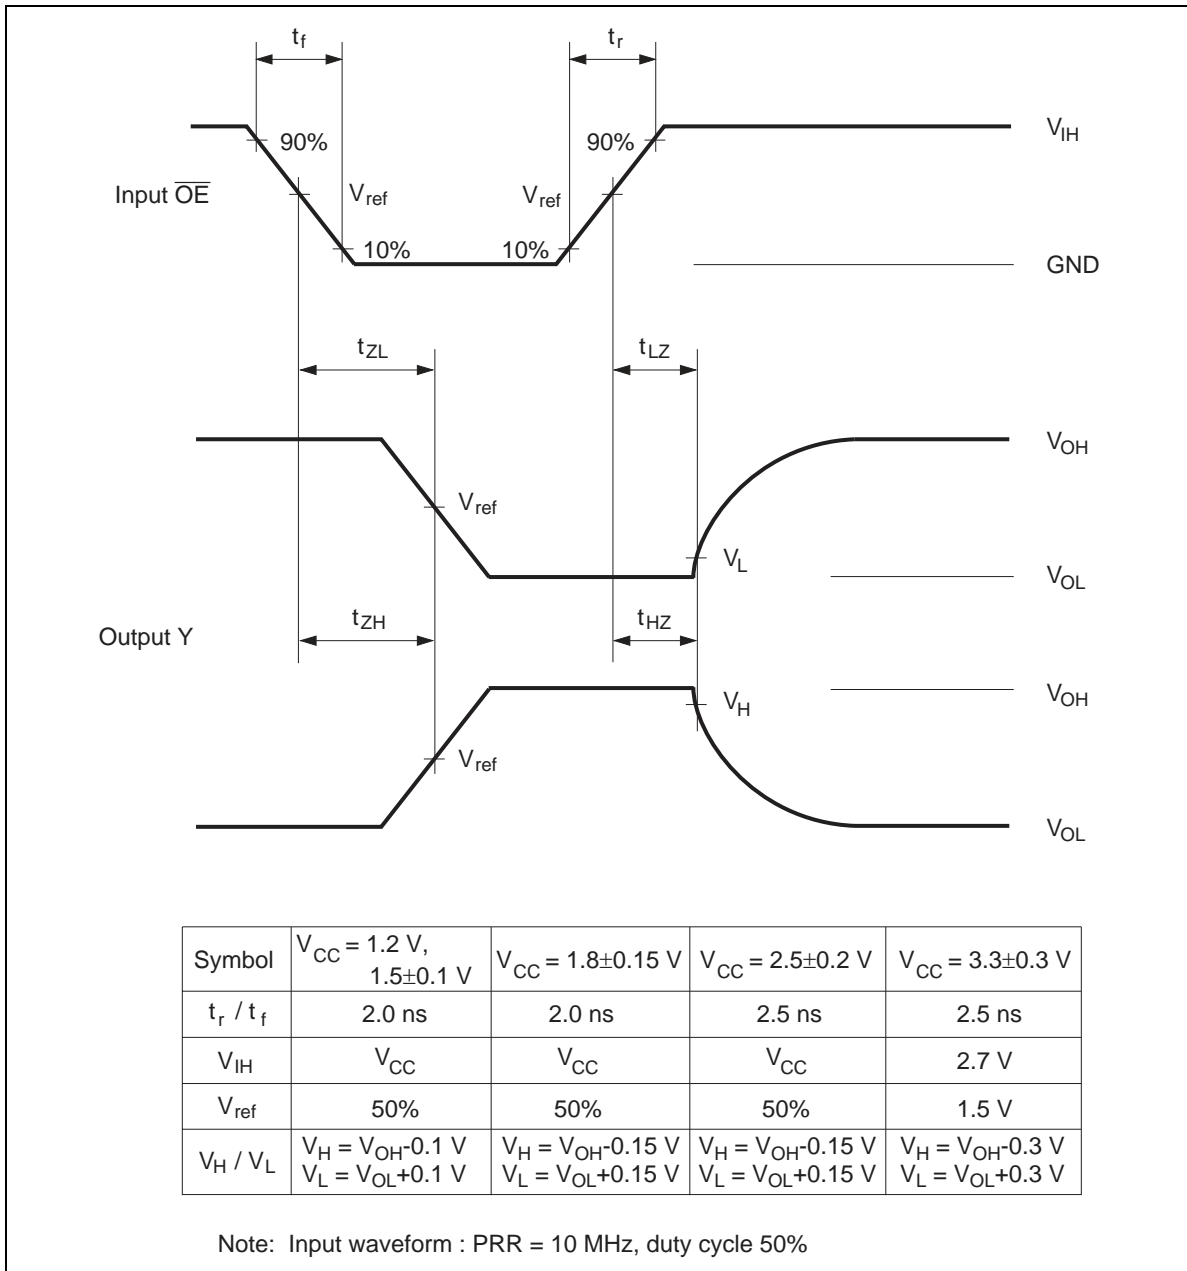 tf tr
90% 90% VIH
Input OE Vref Vref
10% 10% GND
tZL tLZ
VOH
Vref
VL VOL
Output Y tZH tHZ
VH VOH
Vref
VOL
Symbol VCC = 1.2 V, 1.5±0.1 V VCC = 1.8±0.15 V VCC = 2.5±0.2 V VCC = 3.3±0.3 V
tr / tf 2.0 ns 2.0 ns 2.5 ns 2.5 ns
VIH VCC VCC VCC 2.7 V
Vref 50% 50% 50% 1.5 V
VH / VL VH = VOH-0.1 V VH = VOH-0.15 V VH = VOH-0.15 V VH = VOH-0.3 V
VL = VOL+0.1 V VL = VOL+0.15 V VL = VOL+0.15 V VL = VOL+0.3 V
Note: Input waveform : PRR = 10 MHz, duty cycle 50%